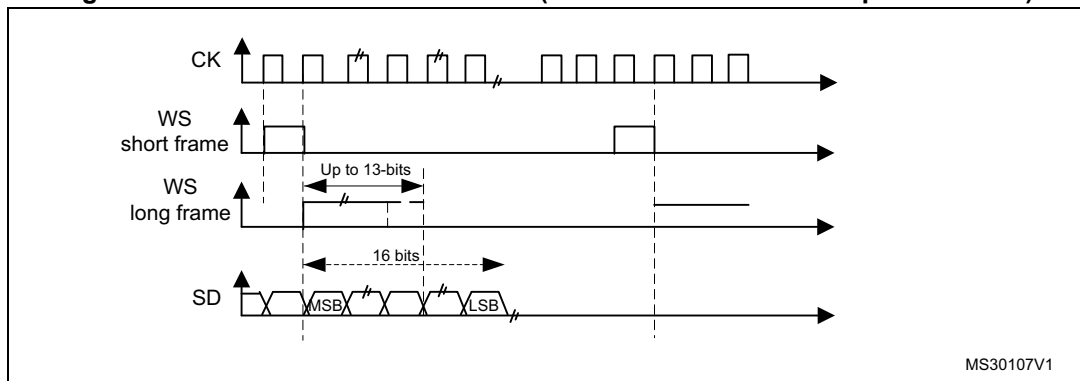 CK
WS
short frame
Up to 13-bits
WS
long frame
16 bits
SD
MSB
LSB
MS30107V1